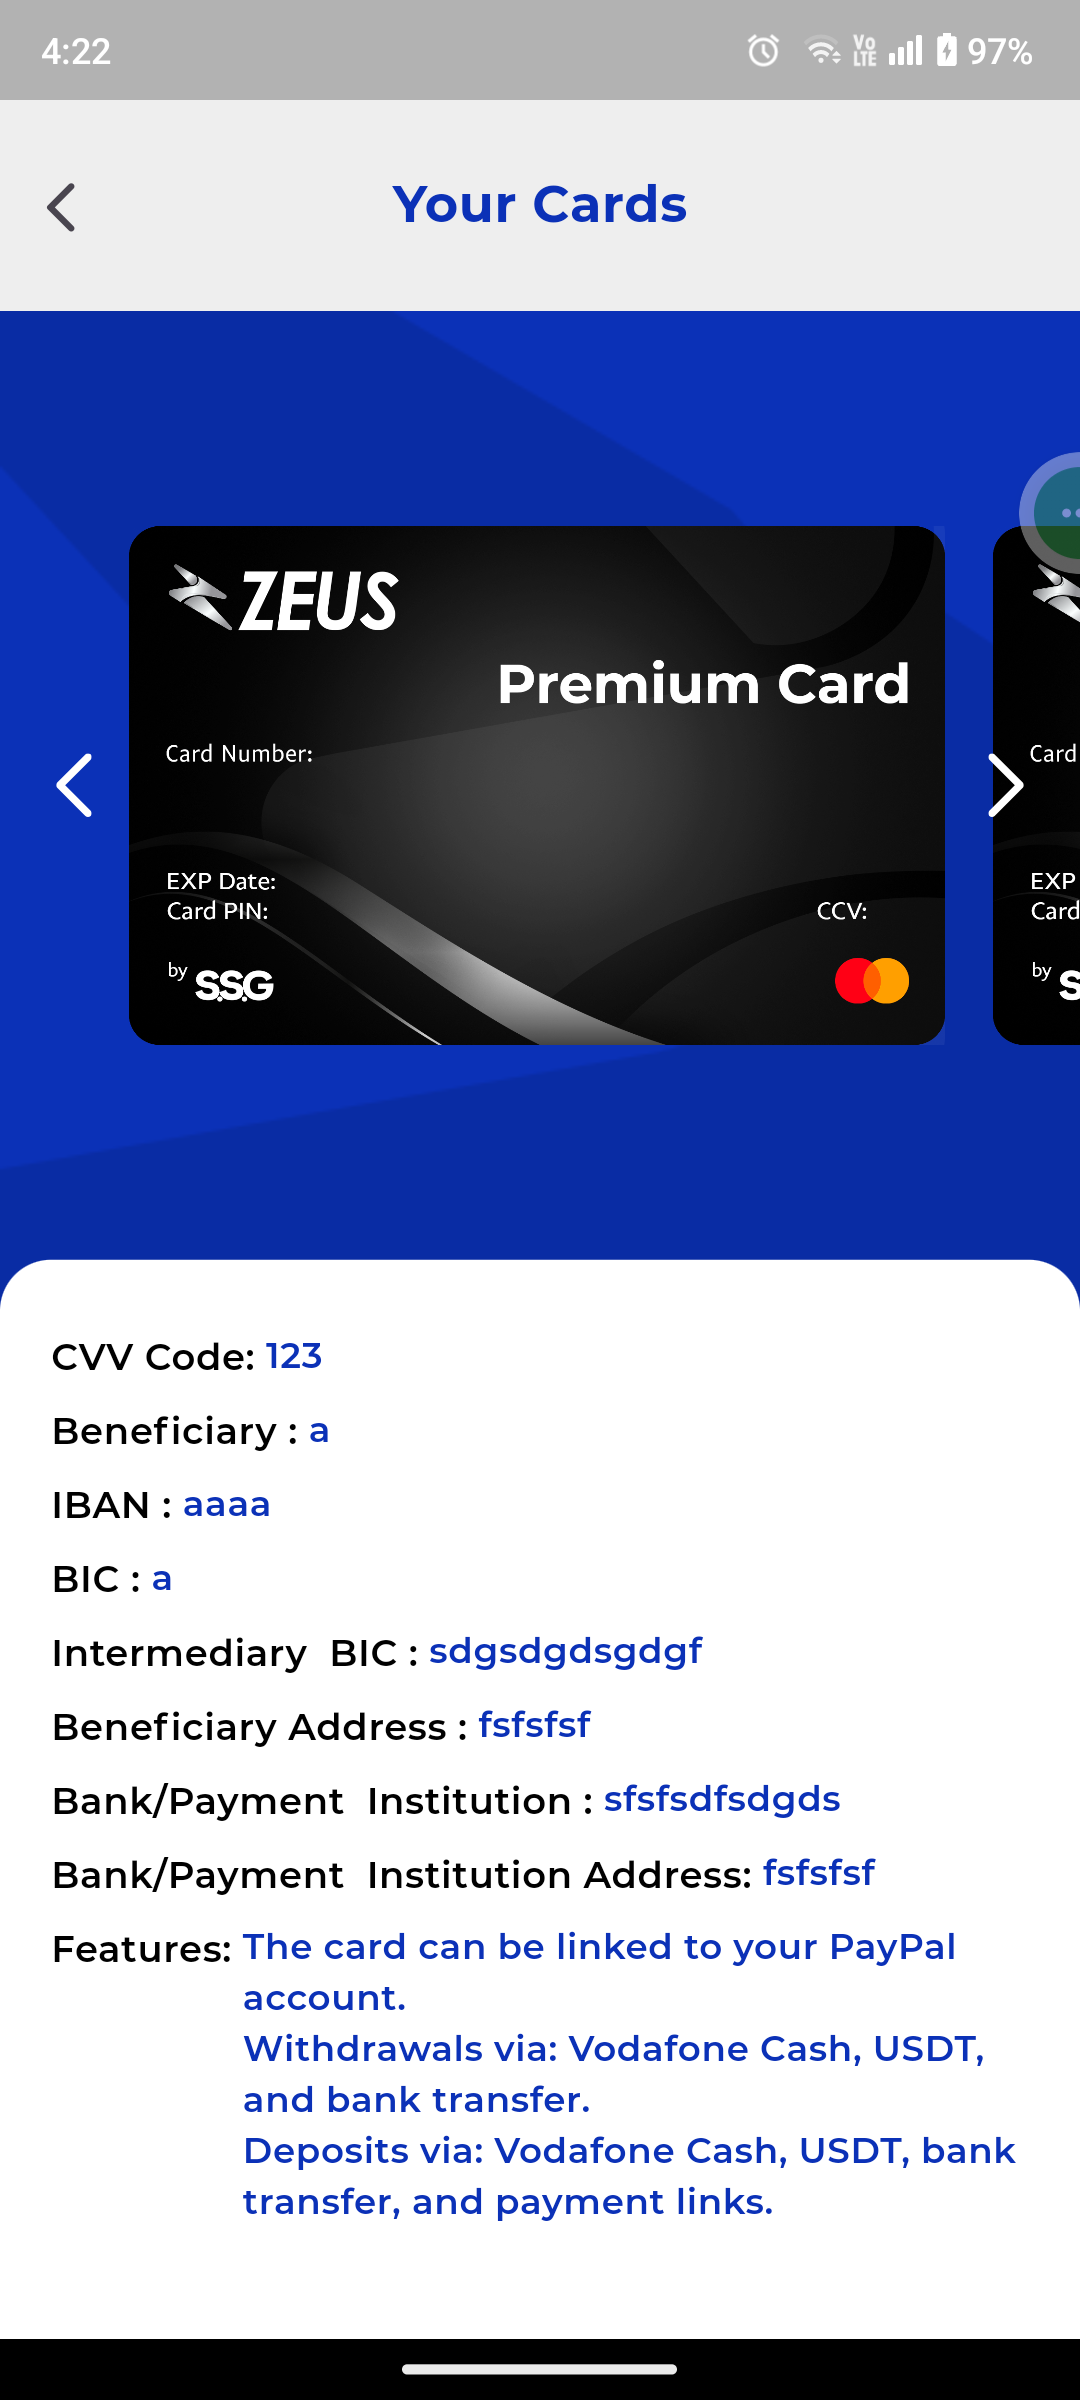 4:22
Vo
LTE
97%
Your Cards
ZEUS
Premium Card
Card Number:
EXP Date:
Card PIN:
CCV:
by S.S.G
Card
EXP
Card
by S
CVV Code: 123
Beneficiary : a
IBAN : aaaa
BIC : a
Intermediary  BIC : sdgsdgdsgdgf
Beneficiary Address : fsfsfsf
Bank/Payment  Institution : sfsfsdfsdgds
Bank/Payment  Institution Address: fsfsfsf
Features: The card can be linked to your PayPal
account.
Withdrawals via: Vodafone Cash, USDT,
and bank transfer.
Deposits via: Vodafone Cash, USDT, bank
transfer, and payment links.